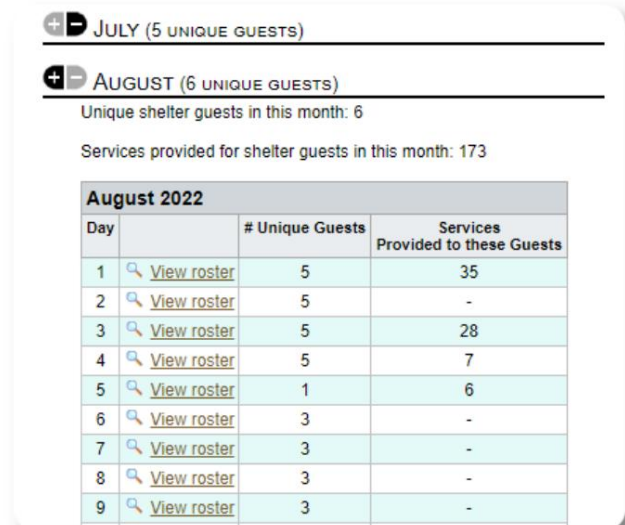 JULY (5 UNIQUE GUESTS)
AUGUST (6 UNIQUE GUESTS)
Unique shelter guests in this month: 6
Services provided for shelter guests in this month: 173
August 2022
Day # Unique Guests Services Provided to these Guests
1 View roster 5 35
2 View roster 5 -
3 View roster 5 28
4 View roster 5 7
5 View roster 1 6
6 View roster 3 -
7 View roster 3 -
8 View roster 3 -
9 View roster 3 -